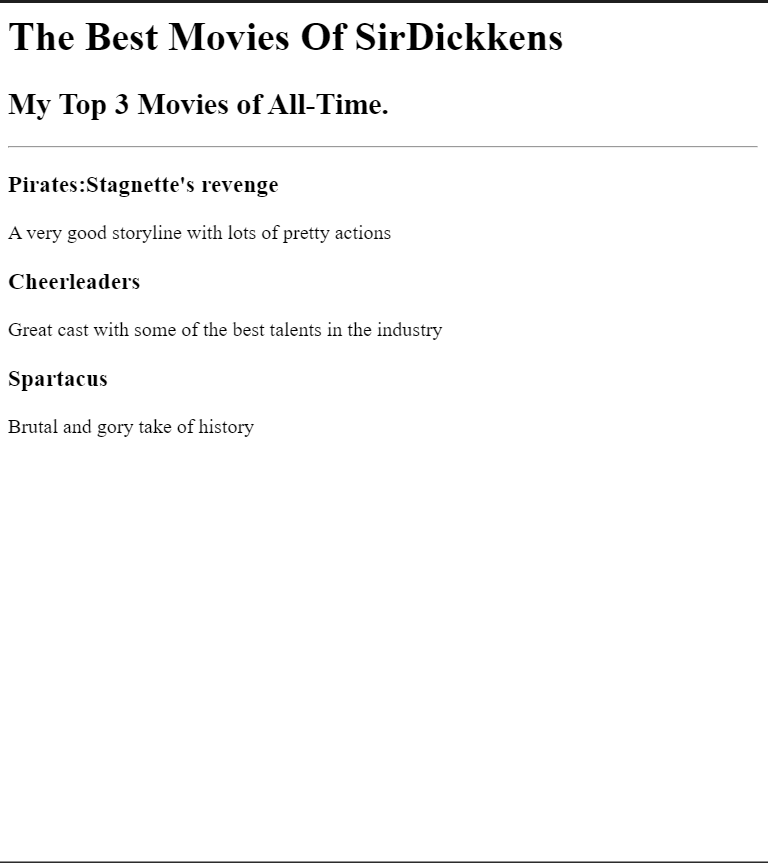 The Best Movies Of SirDickkens
My Top 3 Movies of All-Time.
Pirates:Stagnette's revenge
A very good storyline with lots of pretty actions
Cheerleaders
Great cast with some of the best talents in the industry
Spartacus
Brutal and gory take of history